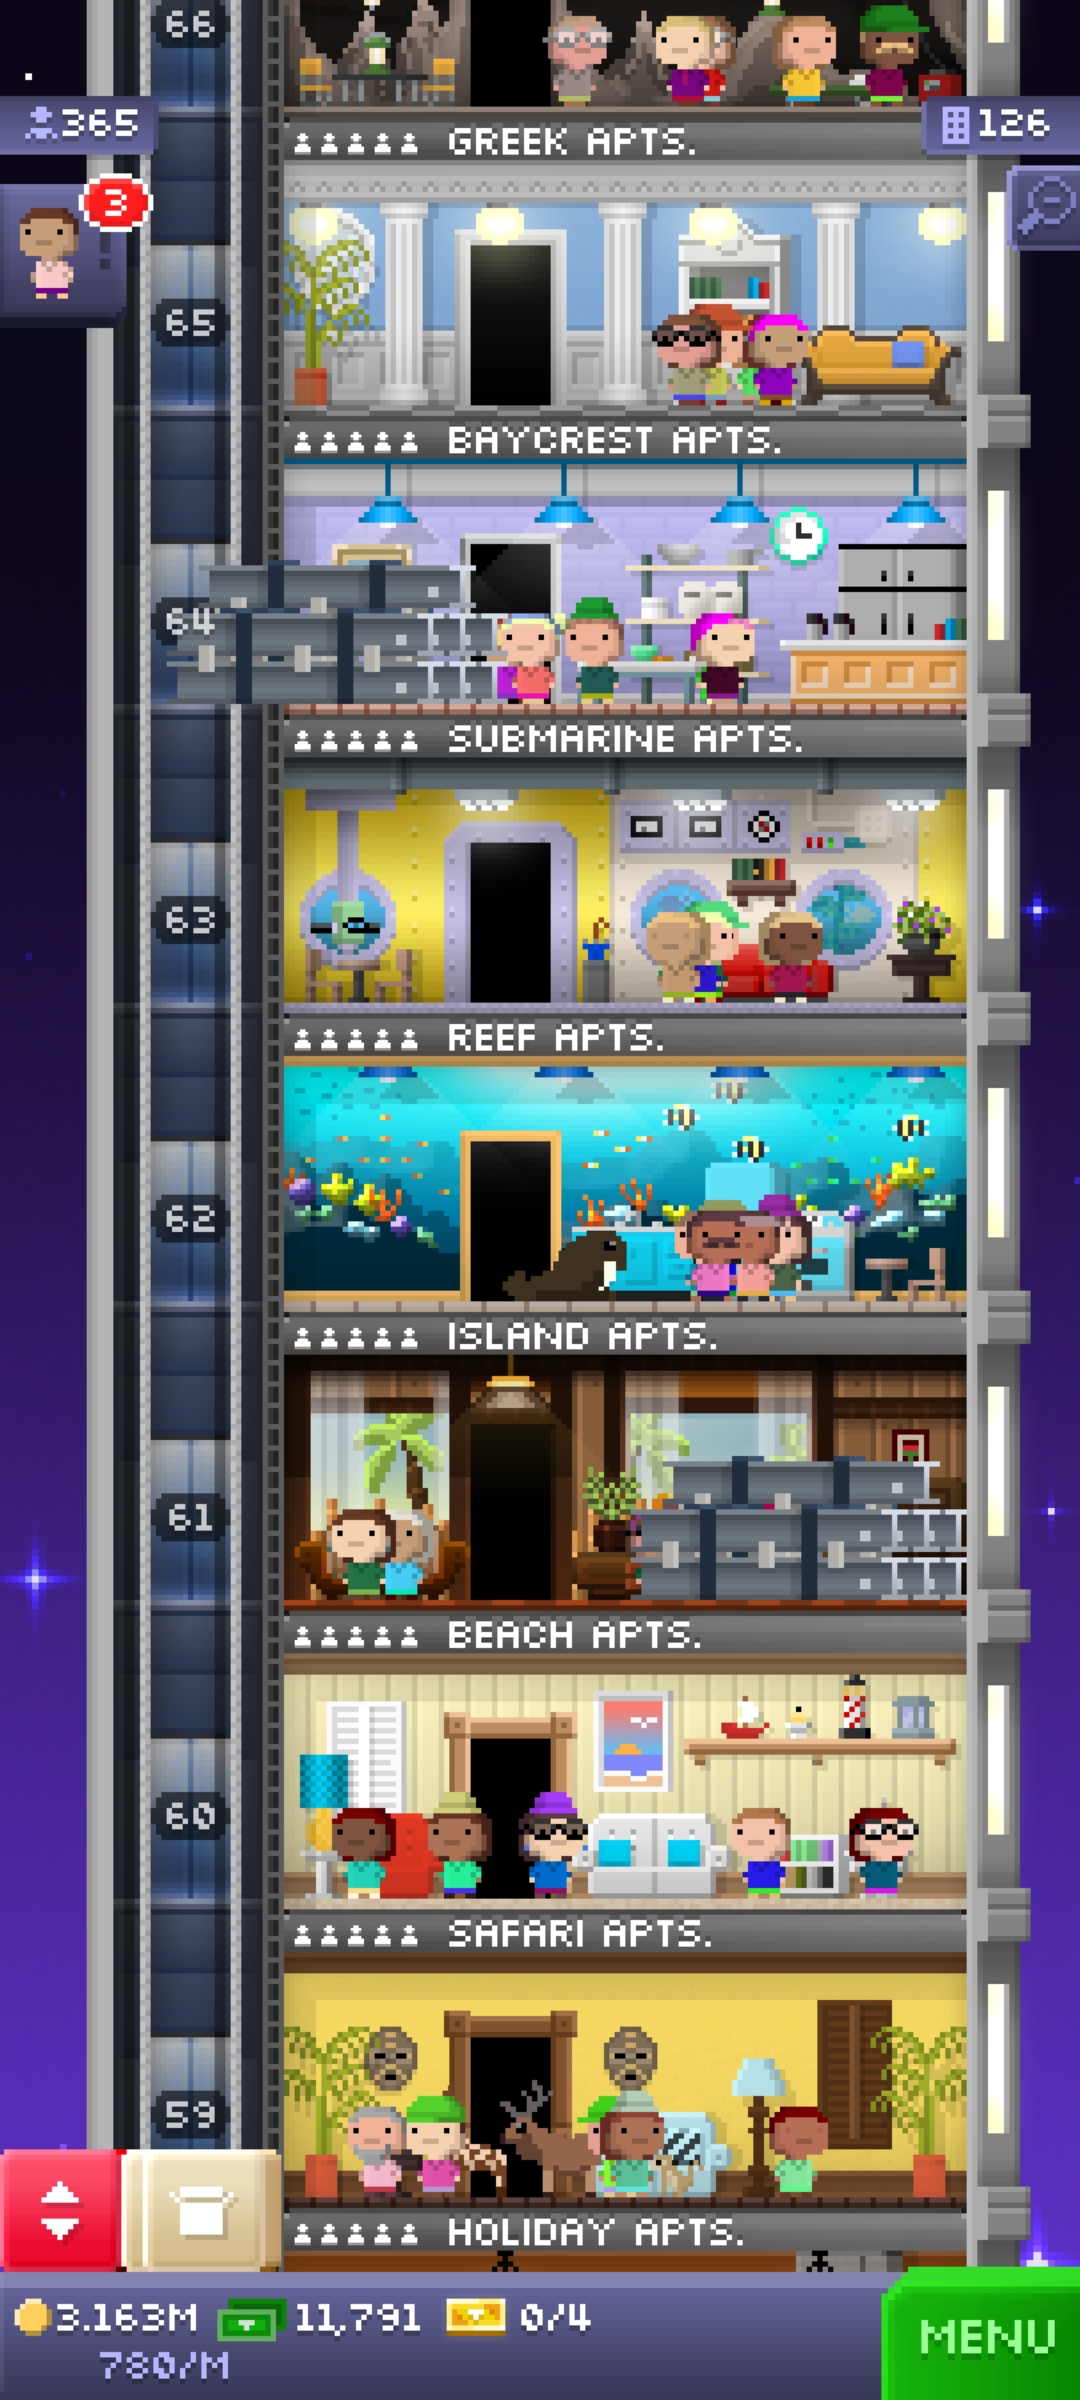 66
365
GREEK APTS.
126
3
65
BAYCREST APTS.
64
SUBMARINE APTS.
63
REEF APTS.
62
ISLAND APTS.
61
BEACH APTS.
60
SAFARI APTS.
59
HOLIDAY APTS.
3.163M 11,791 0/4
780/M
MENU